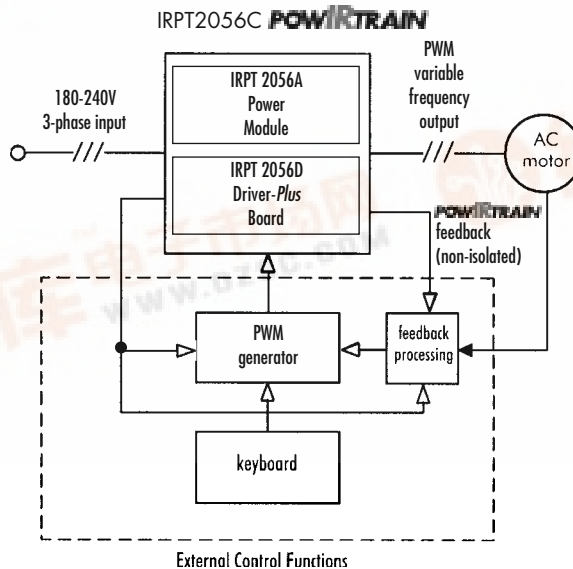 IRPT2056C POWIRTRAIN
180-240V
3-phase input
IRPT 2056A
Power
Module
IRPT 2056D
Driver-Plus
Board
PWM
variable
frequency
output
AC
motor
POWIRTRAIN
feedback
(non-isolated)
PWM
generator
feedback
processing
keyboard
External Control Functions